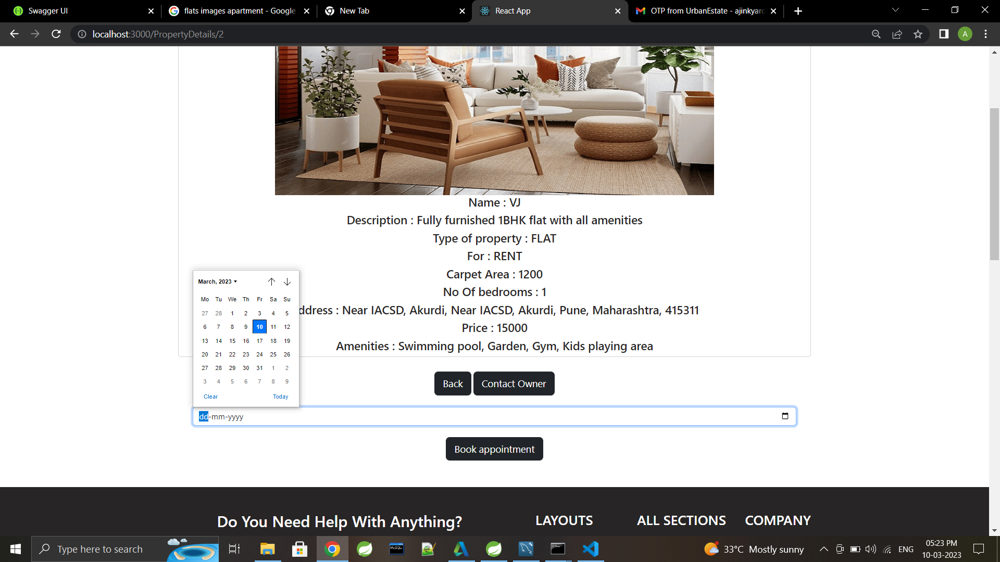 Swagger UI
flats images apartment - Google
New Tab
React App
OTP from UrbanEstate - ajinkyaro
localhost:3000/PropertyDetails/2
A
Name : VJ
Description : Fully furnished 1BHK flat with all amenities
Type of property : FLAT
For : RENT
Carpet Area : 1200
No Of bedrooms : 1
ddress : Near IACSD, Akurdi, Near IACSD, Akurdi, Pune, Maharashtra, 415311
Price : 15000
Amenities : Swimming pool, Garden, Gym, Kids playing area
March, 2023
Mo Tu We Th Fr Sa Su
27 28 1 2 3 4 5
6 7 8 9 10 11 12
13 14 15 16 17 18 19
20 21 22 23 24 25 26
27 28 29 30 31 1 2
3 4 5 6 7 8 9
Clear Today
Back Contact Owner
dd-mm-yyyy
Book appointment
Do You Need Help With Anything?
LAYOUTS
ALL SECTIONS
COMPANY
Type here to search
MySQL
33°C Mostly sunny
ENG
05:23 PM
10-03-2023